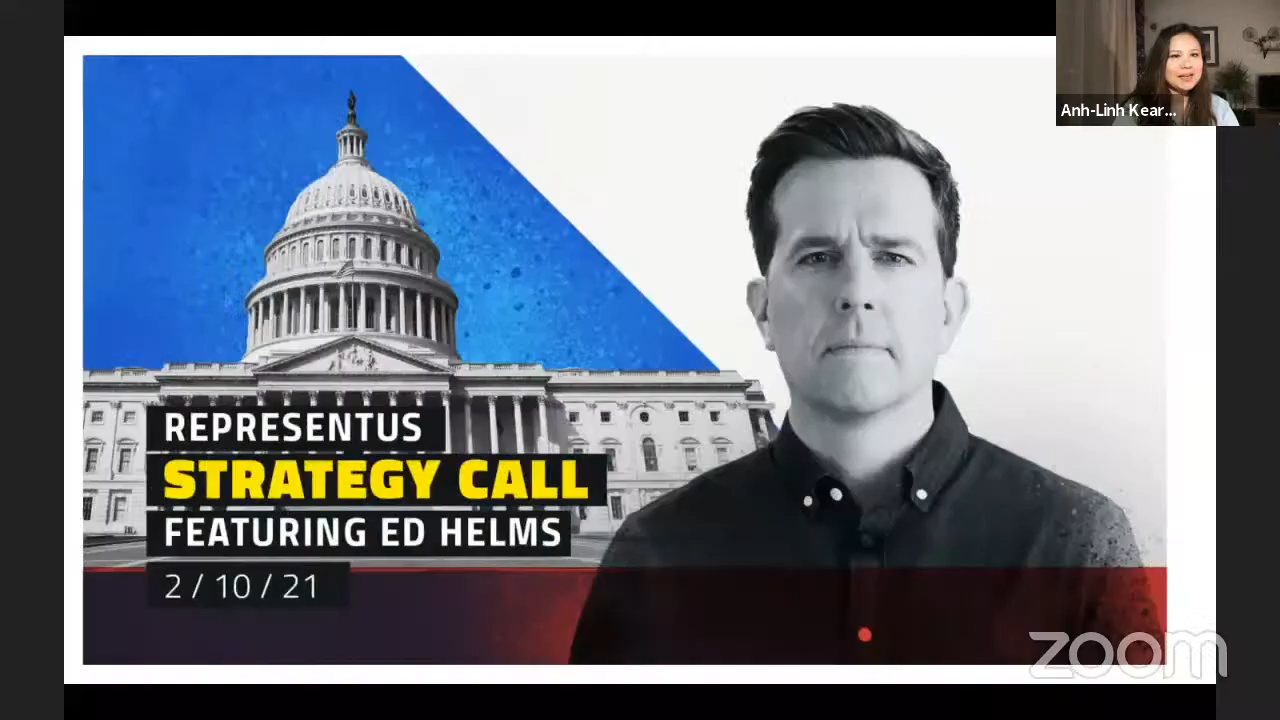 Anh-Linh Kear...
REPRESENTUS
STRATEGY CALL
FEATURING ED HELMS
2 / 10 / 21
zoom